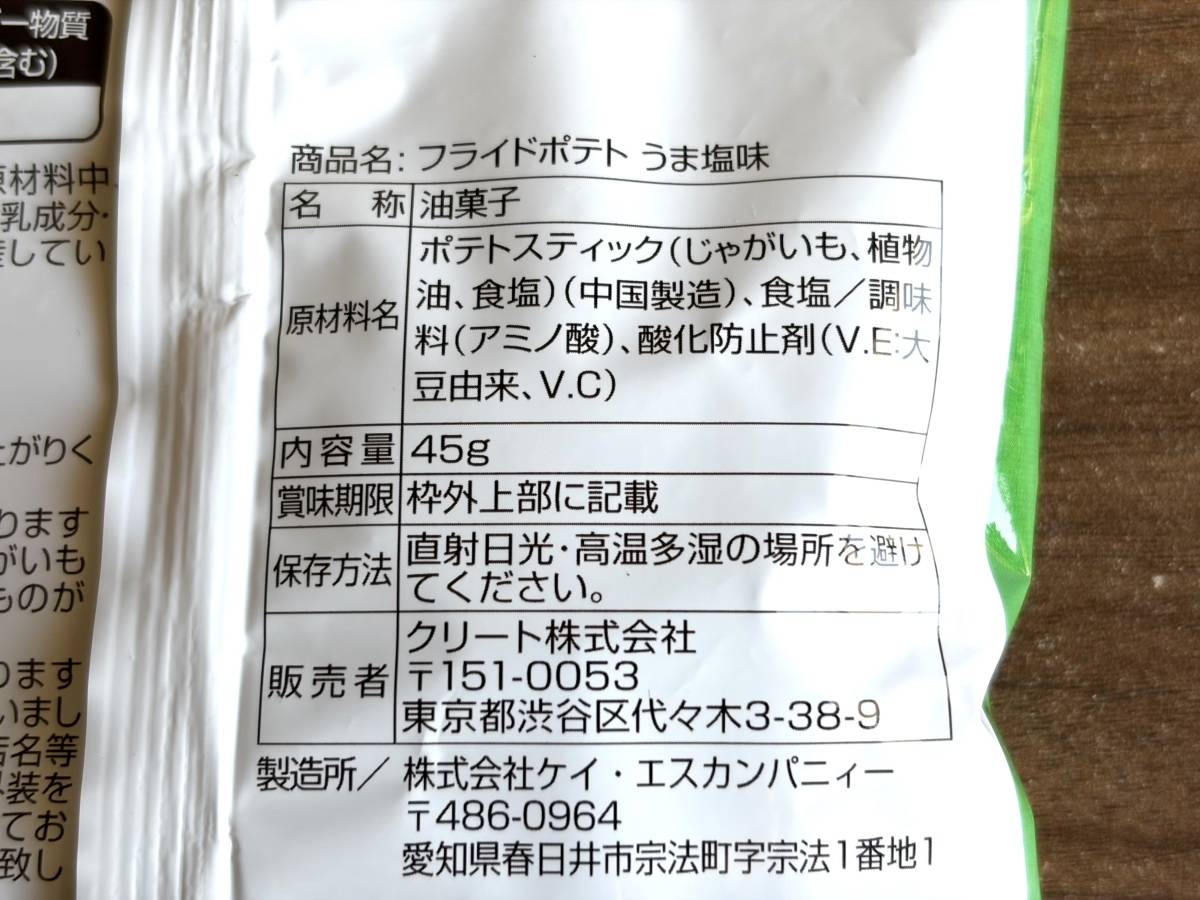 ー物質
含む)
原材料中
乳成分・
してい
上がりく
ります
がいも
ものが
ります
いまし
店名等
装を
てお
致し
商品名: フライドポテト うま塩味
名 称 油菓子
原材料名 ポテトスティック(じゃがいも、植物
油、食塩)(中国製造)、食塩／調味
料(アミノ酸)、酸化防止剤(V.E:大
豆由来、V.C)
内容量 45g
賞味期限 枠外上部に記載
保存方法 直射日光・高温多湿の場所を避け
てください。
販売者 クリート株式会社
〒151-0053
東京都渋谷区代々木3-38-9
製造所／ 株式会社ケイ・エスカンパニィー
〒486-0964
愛知県春日井市宗法町字宗法1番地1